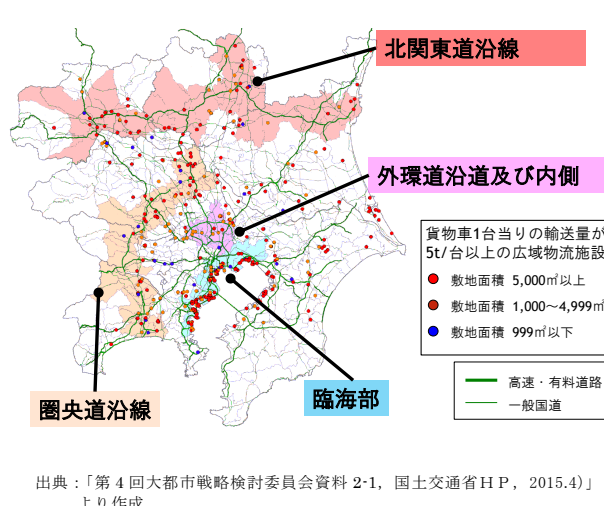 北関東道沿線
外環道沿道及び内側
貨物車1台当りの輸送量が
5t/台以上の広域物流施設
敷地面積 5,000㎡以上
敷地面積 1,000～4,999㎡
敷地面積 999㎡以下
高速・有料道路
一般国道
圏央道沿線
臨海部
出典：「第 4 回大都市戦略検討委員会資料 2-1，国土交通省ＨＰ，2015.4)」
より作成